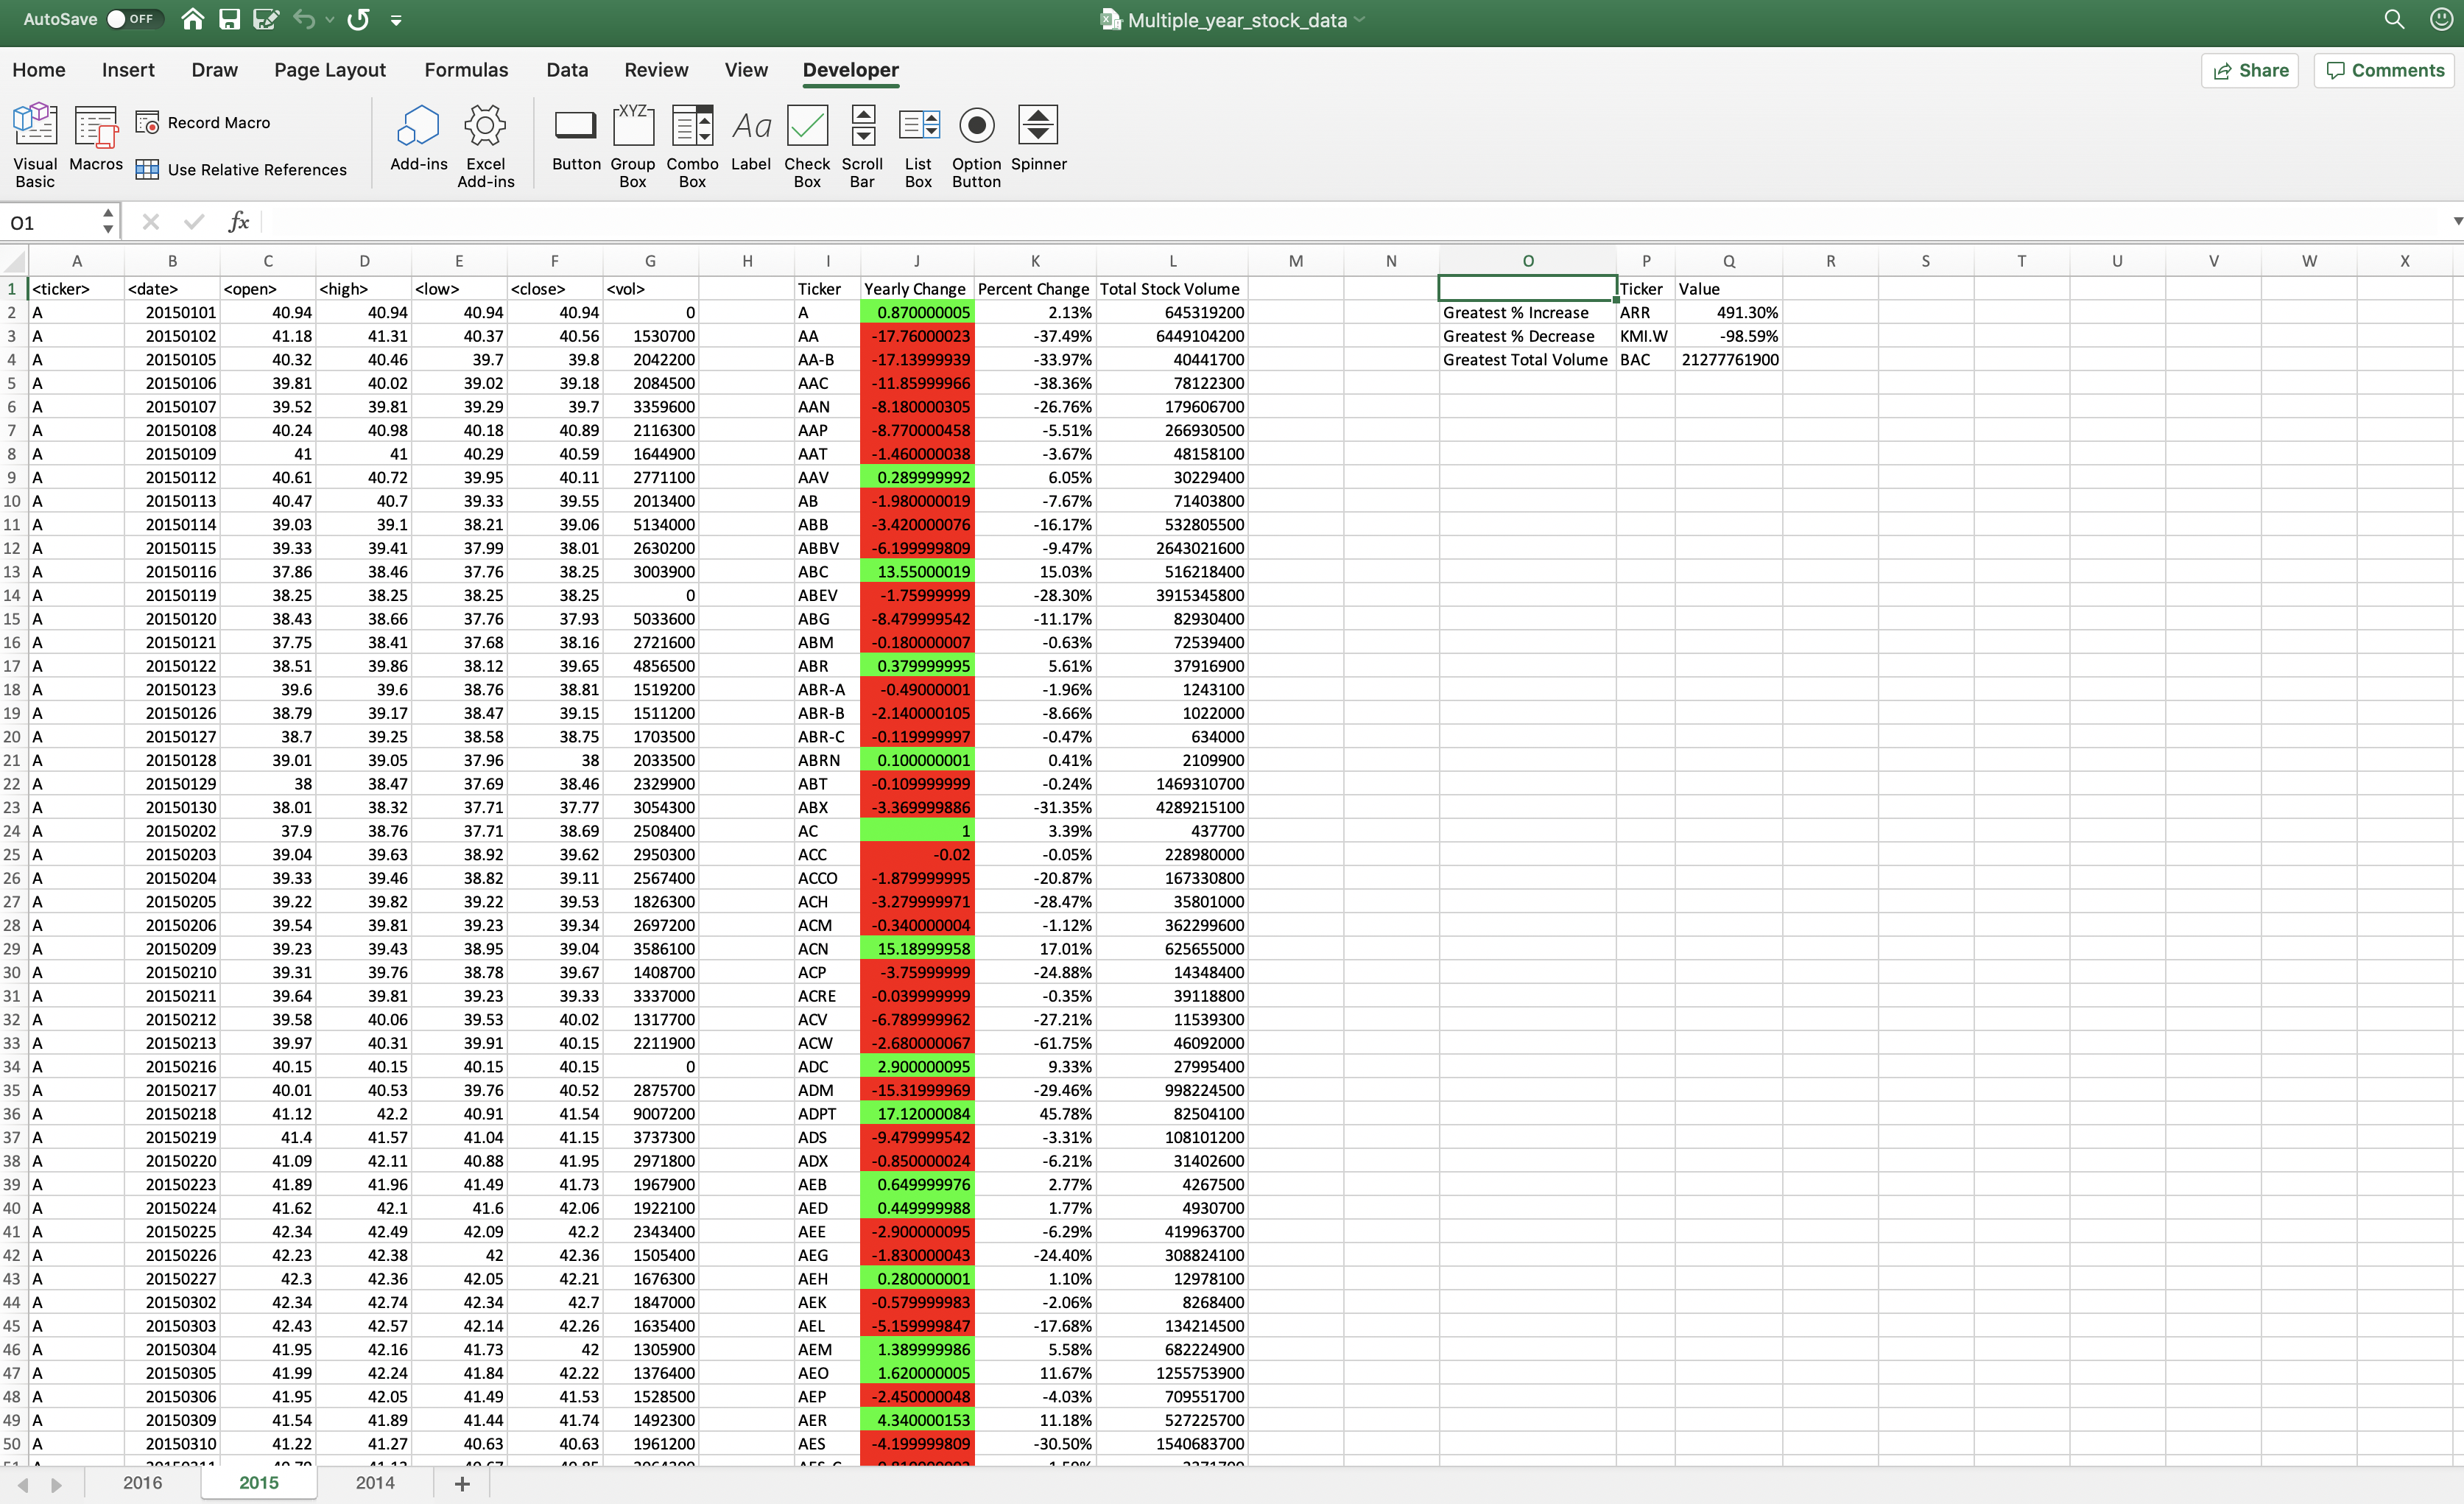 AutoSave OFF Multiple_year_stock_data
Home Insert Draw Page Layout Formulas Data Review View Developer Share Comments
Visual Basic Macros Record Macro Use Relative References Add-ins Excel Add-ins Button Group Box Combo Box Label Check Box Scroll Bar List Box Option Button Spinner
XYZ Aa
O1 fx
A B C D E F G H I J K L M N O P Q R S T U V W X
1 <ticker> <date> <open> <high> <low> <close> <vol> Ticker Yearly Change Percent Change Total Stock Volume Ticker Value
2 A 20150101 40.94 40.94 40.94 40.94 0 A 0.870000005 2.13% 645319200 Greatest % Increase ARR 491.30%
3 A 20150102 41.18 41.31 40.37 40.56 1530700 AA -17.76000023 -37.49% 6449104200 Greatest % Decrease KMI.W -98.59%
4 A 20150105 40.32 40.46 39.7 39.8 2042200 AA-B -17.13999939 -33.97% 40441700 Greatest Total Volume BAC 21277761900
5 A 20150106 39.81 40.02 39.02 39.18 2084500 AAC -11.85999966 -38.36% 78122300
6 A 20150107 39.52 39.81 39.29 39.7 3359600 AAN -8.180000305 -26.76% 179606700
7 A 20150108 40.24 40.98 40.18 40.89 2116300 AAP -8.770000458 -5.51% 266930500
8 A 20150109 41 41 40.29 40.59 1644900 AAT -1.460000038 -3.67% 48158100
9 A 20150112 40.61 40.72 39.95 40.11 2771100 AAV 0.289999992 6.05% 30229400
10 A 20150113 40.47 40.7 39.33 39.55 2013400 AB -1.980000019 -7.67% 71403800
11 A 20150114 39.03 39.1 38.21 39.06 5134000 ABB -3.420000076 -16.17% 532805500
12 A 20150115 39.33 39.41 37.99 38.01 2630200 ABBV -6.199999809 -9.47% 2643021600
13 A 20150116 37.86 38.46 37.76 38.25 3003900 ABC 13.55000019 15.03% 516218400
14 A 20150119 38.25 38.25 38.25 38.25 0 ABEV -1.75999999 -28.30% 3915345800
15 A 20150120 38.43 38.66 37.76 37.93 5033600 ABG -8.479999542 -11.17% 82930400
16 A 20150121 37.75 38.41 37.68 38.16 2721600 ABM -0.180000007 -0.63% 72539400
17 A 20150122 38.51 39.86 38.12 39.65 4856500 ABR 0.379999995 5.61% 37916900
18 A 20150123 39.6 39.6 38.76 38.81 1519200 ABR-A -0.49000001 -1.96% 1243100
19 A 20150126 38.79 39.17 38.47 39.15 1511200 ABR-B -2.140000105 -8.66% 1022000
20 A 20150127 38.7 39.25 38.58 38.75 1703500 ABR-C -0.119999997 -0.47% 634000
21 A 20150128 39.01 39.05 37.96 38 2033500 ABRN 0.100000001 0.41% 2109900
22 A 20150129 38 38.47 37.69 38.46 2329900 ABT -0.109999999 -0.24% 1469310700
23 A 20150130 38.01 38.32 37.71 37.77 3054300 ABX -3.369999886 -31.35% 4289215100
24 A 20150202 37.9 38.76 37.71 38.69 2508400 AC 1 3.39% 437700
25 A 20150203 39.04 39.63 38.92 39.62 2950300 ACC -0.02 -0.05% 228980000
26 A 20150204 39.33 39.46 38.82 39.11 2567400 ACCO -1.879999995 -20.87% 167330800
27 A 20150205 39.22 39.82 39.22 39.53 1826300 ACH -3.279999971 -28.47% 35801000
28 A 20150206 39.54 39.81 39.23 39.34 2697200 ACM -0.340000004 -1.12% 362299600
29 A 20150209 39.23 39.43 38.95 39.04 3586100 ACN 15.18999958 17.01% 625655000
30 A 20150210 39.31 39.76 38.78 39.67 1408700 ACP -3.75999999 -24.88% 14348400
31 A 20150211 39.64 39.81 39.23 39.33 3337000 ACRE -0.039999999 -0.35% 39118800
32 A 20150212 39.58 40.06 39.53 40.02 1317700 ACV -6.789999962 -27.21% 11539300
33 A 20150213 39.97 40.31 39.91 40.15 2211900 ACW -2.680000067 -61.75% 46092000
34 A 20150216 40.15 40.15 40.15 40.15 0 ADC 2.900000095 9.33% 27995400
35 A 20150217 40.01 40.53 39.76 40.52 2875700 ADM -15.31999969 -29.46% 998224500
36 A 20150218 41.12 42.2 40.91 41.54 9007200 ADPT 17.12000084 45.78% 82504100
37 A 20150219 41.4 41.57 41.04 41.15 3737300 ADS -9.479999542 -3.31% 108101200
38 A 20150220 41.09 42.11 40.88 41.95 2971800 ADX -0.850000024 -6.21% 31402600
39 A 20150223 41.89 41.96 41.49 41.73 1967900 AEB 0.649999976 2.77% 4267500
40 A 20150224 41.62 42.1 41.6 42.06 1922100 AED 0.449999988 1.77% 4930700
41 A 20150225 42.34 42.49 42.09 42.2 2343400 AEE -2.900000095 -6.29% 419963700
42 A 20150226 42.23 42.38 42 42.36 1505400 AEG -1.830000043 -24.40% 308824100
43 A 20150227 42.3 42.36 42.05 42.21 1676300 AEH 0.280000001 1.10% 12978100
44 A 20150302 42.34 42.74 42.34 42.7 1847000 AEK -0.579999983 -2.06% 8268400
45 A 20150303 42.43 42.57 42.14 42.26 1635400 AEL -5.159999847 -17.68% 134214500
46 A 20150304 41.95 42.16 41.73 42 1305900 AEM 1.389999986 5.58% 682224900
47 A 20150305 41.99 42.24 41.84 42.22 1376400 AEO 1.620000005 11.67% 1255753900
48 A 20150306 41.95 42.05 41.49 41.53 1528500 AEP -2.450000048 -4.03% 709551700
49 A 20150309 41.54 41.89 41.44 41.74 1492300 AER 4.340000153 11.18% 527225700
50 A 20150310 41.22 41.27 40.63 40.63 1961200 AES -4.199999809 -30.50% 1540683700
2016 2015 2014 +